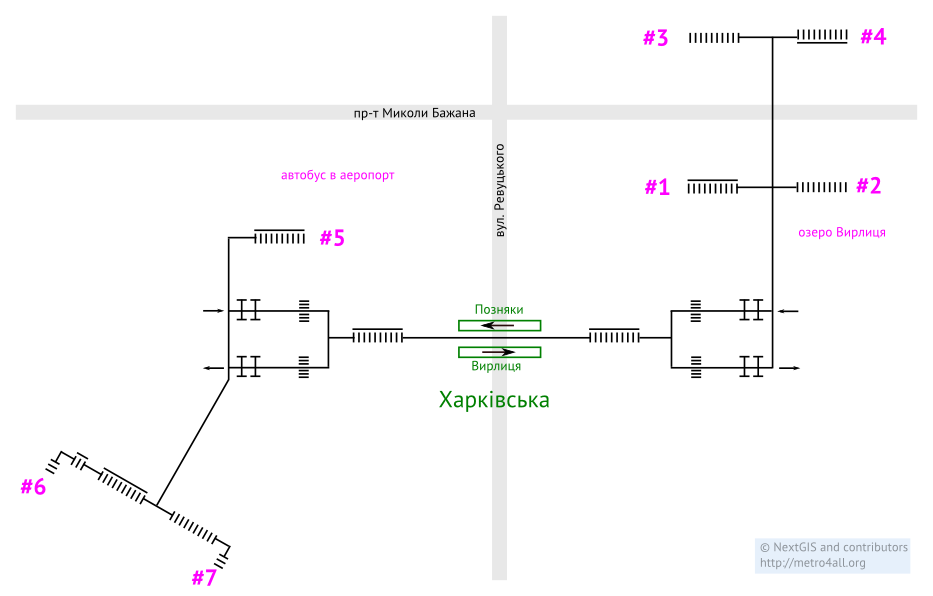 #3
#4
пр-т Миколи Бажана
вул. Ревуцького
автобус в аеропорт
#1
#2
#5
озеро Вирлиця
Позняки
Вирлиця
Харківська
#6
#7
© NextGIS and contributors
http://metro4all.org